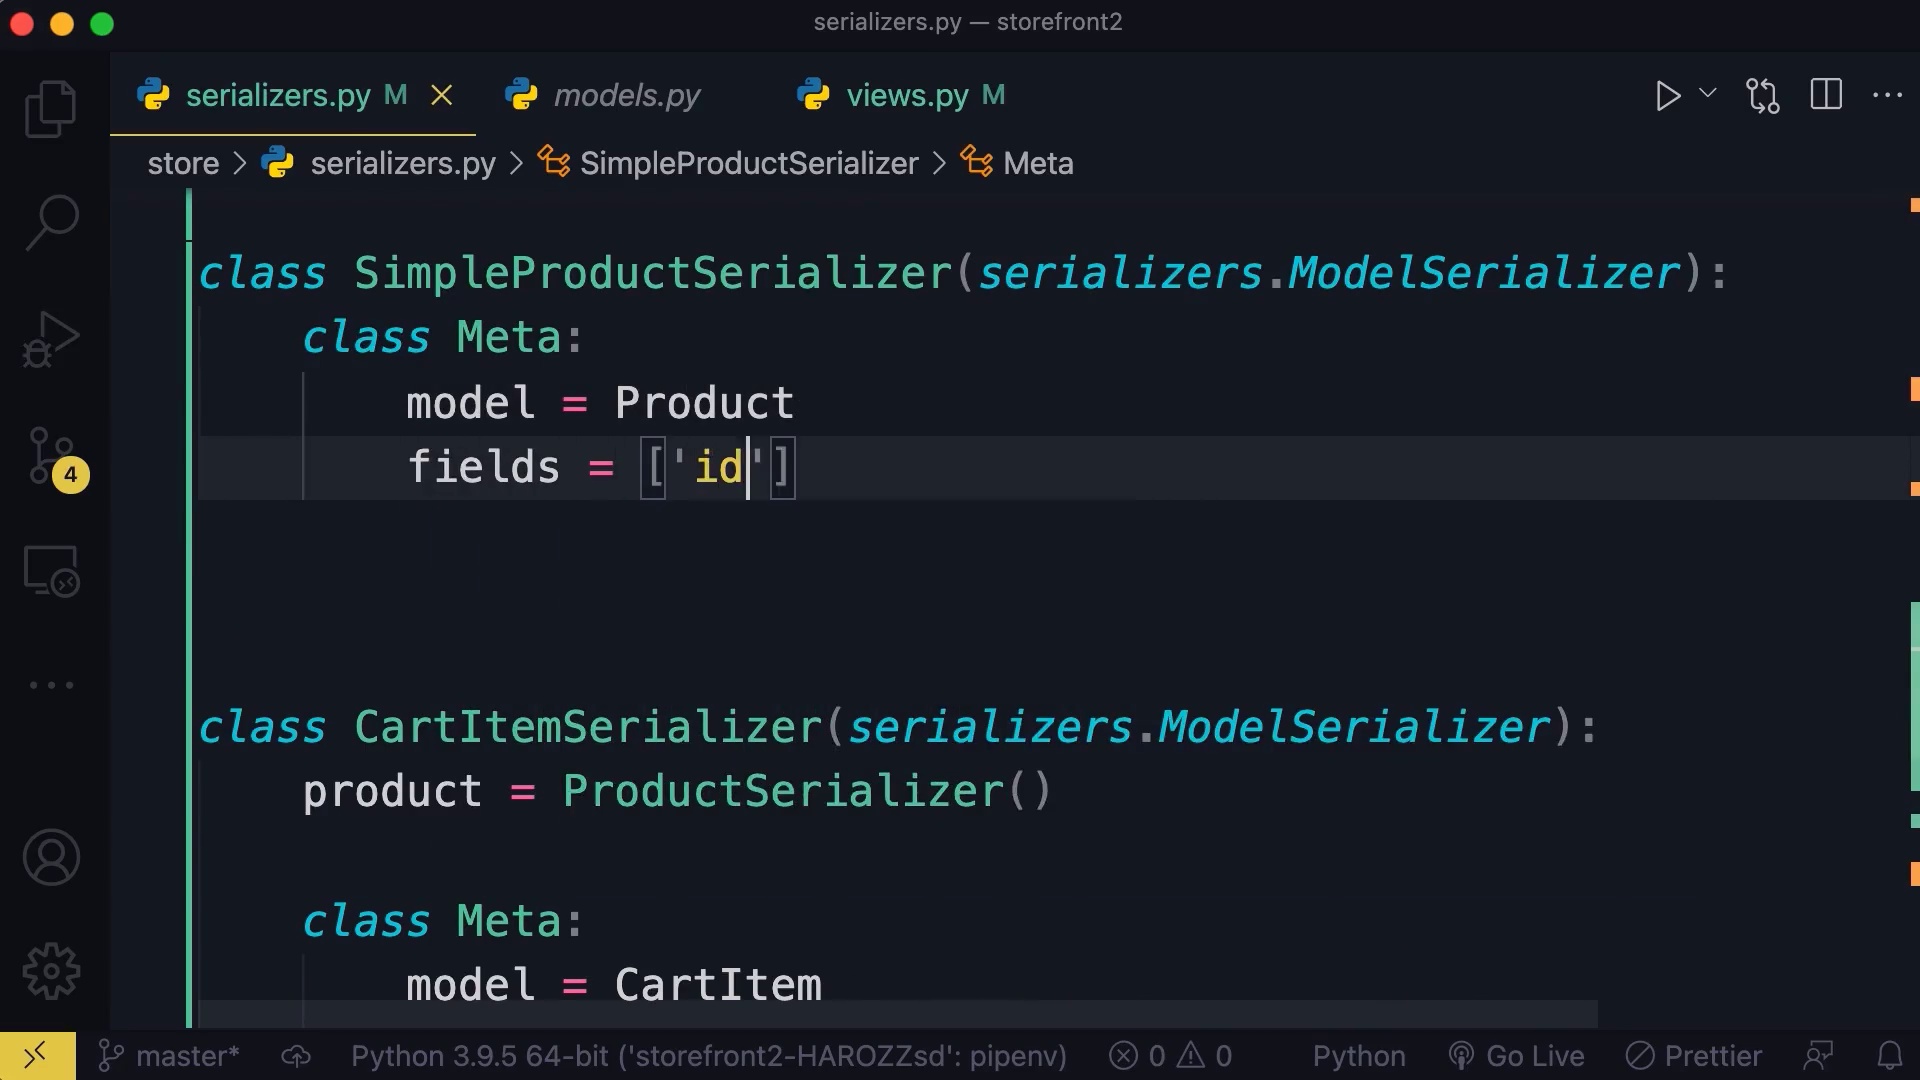 serializers.py — storefront2
serializers.py M models.py views.py M
store > serializers.py > SimpleProductSerializer > Meta
class SimpleProductSerializer(serializers.ModelSerializer):
class Meta:
model = Product
fields = ['id']
class CartItemSerializer(serializers.ModelSerializer):
product = ProductSerializer()
class Meta:
model = CartItem
4
master* Python 3.9.5 64-bit ('storefront2-HAROZZsd': pipenv) 0 0 Python Go Live Prettier